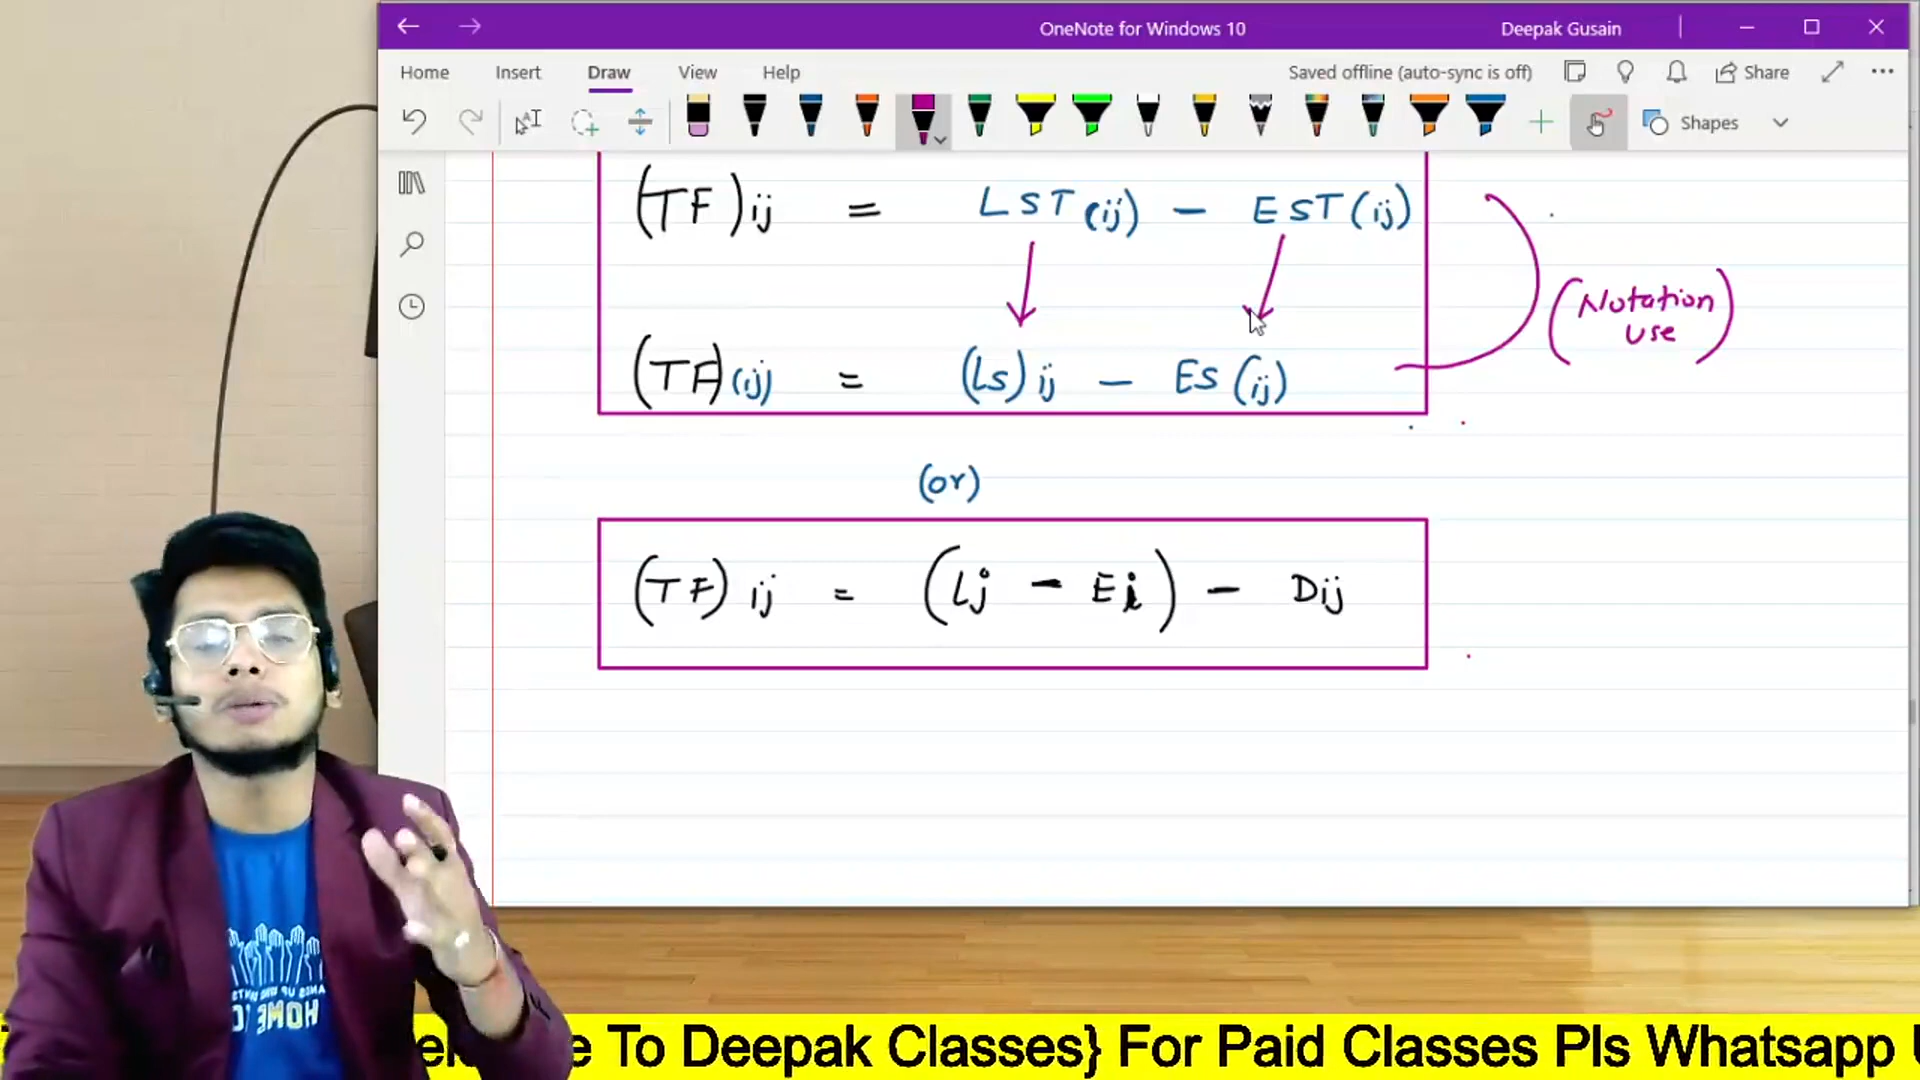 OneNote for Windows 10
Deepak Gusain
Home Insert Draw View Help
Saved offline (auto-sync is off)
Share
Shapes
(TF)ij = LST(ij) - EST(ij)
(Notation
Use)
(TF)(ij) = (Ls)ij - ES(ij)
(or)
(TF)ij = (Lj - Ei) - Dij
HOME
To Deepak Classes} For Paid Classes Pls Whatsapp